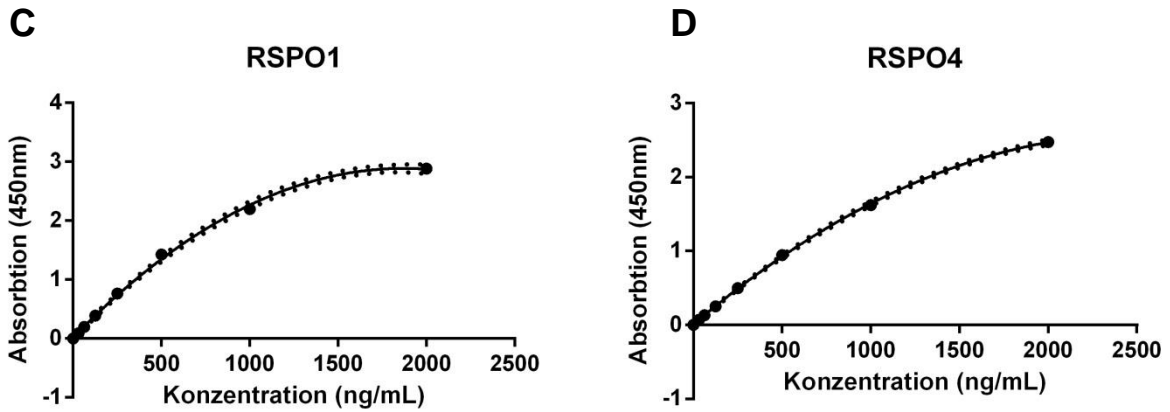 C
RSPO1
4
3
2
1
0
-1
500 1000 1500 2000 2500
Absorbtion (450nm)
Konzentration (ng/mL)
D
RSPO4
3
2
1
0
-1
500 1000 1500 2000 2500
Absorbtion (450nm)
Konzentration (ng/mL)